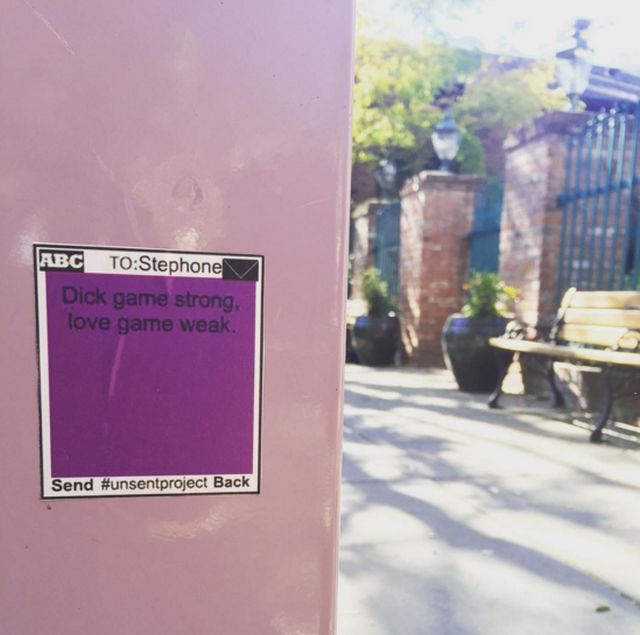 ABC TO:Stephone
Dick game strong,
love game weak.
Send #unsentproject Back